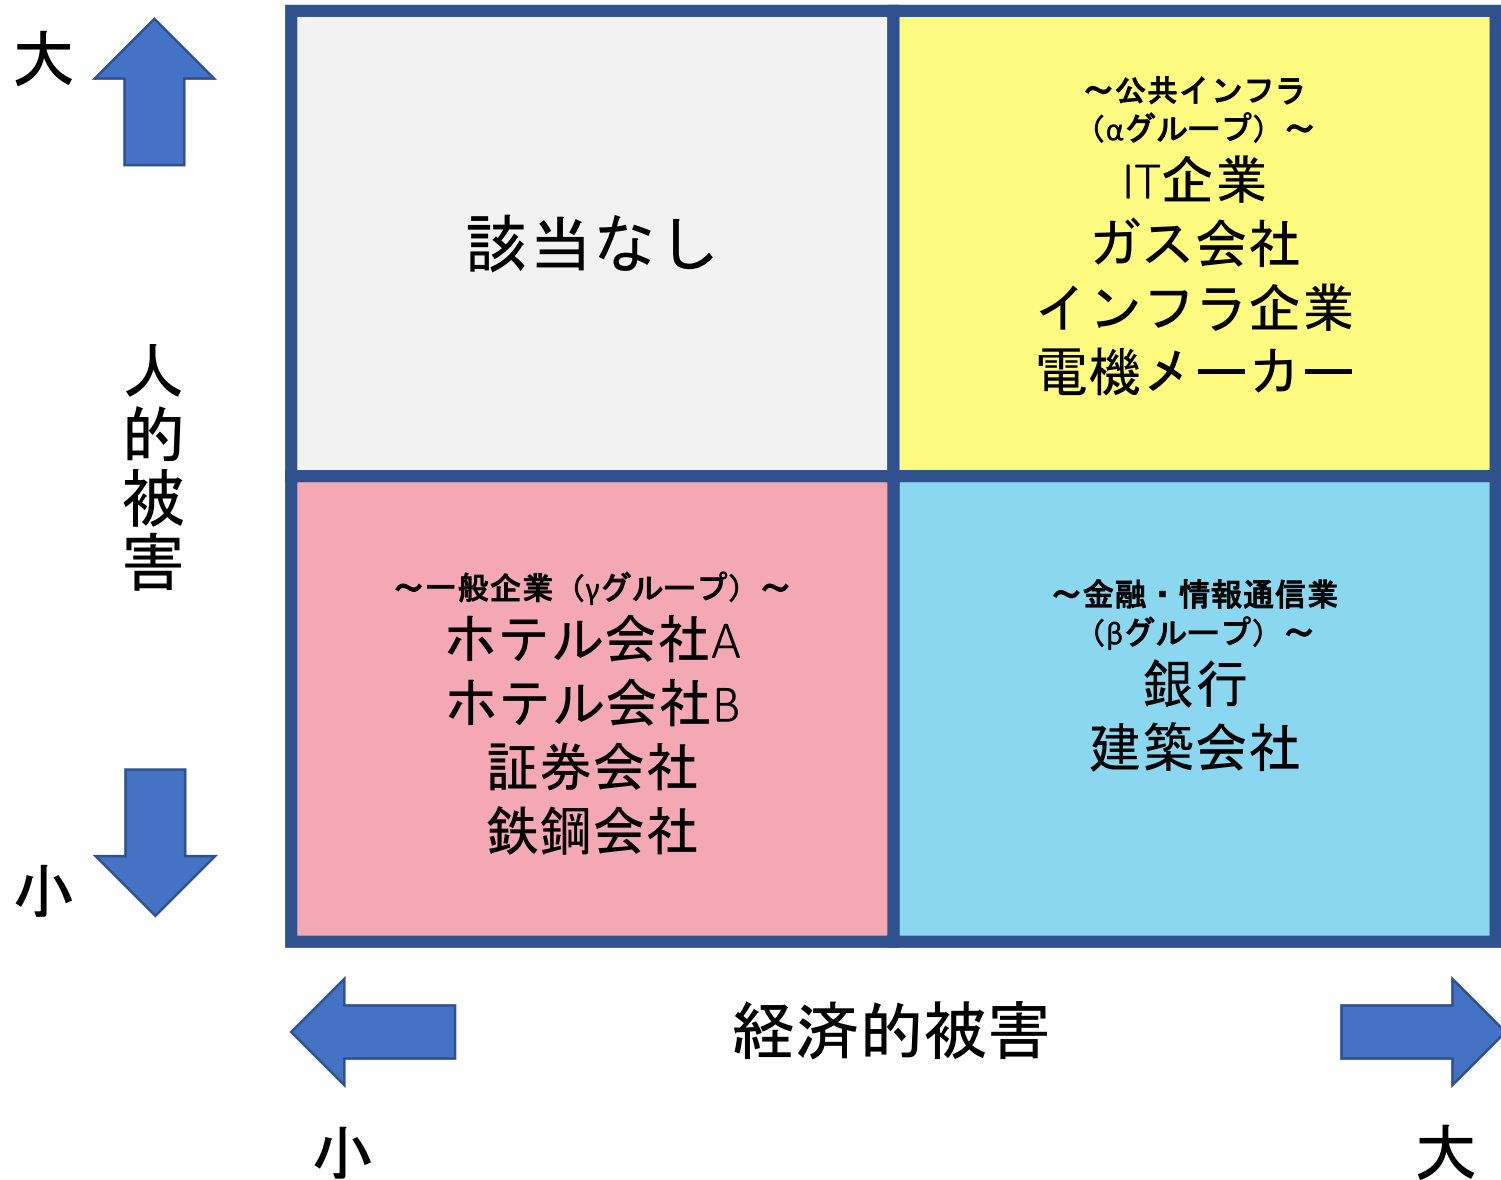 大
該当なし
～公共インフラ
（αグループ）～
IT企業
ガス会社
インフラ企業
電機メーカー
人的被害
～一般企業（γグループ）～
ホテル会社A
ホテル会社B
証券会社
鉄鋼会社
～金融・情報通信業
（βグループ）～
銀行
建築会社
小
経済的被害
小
大